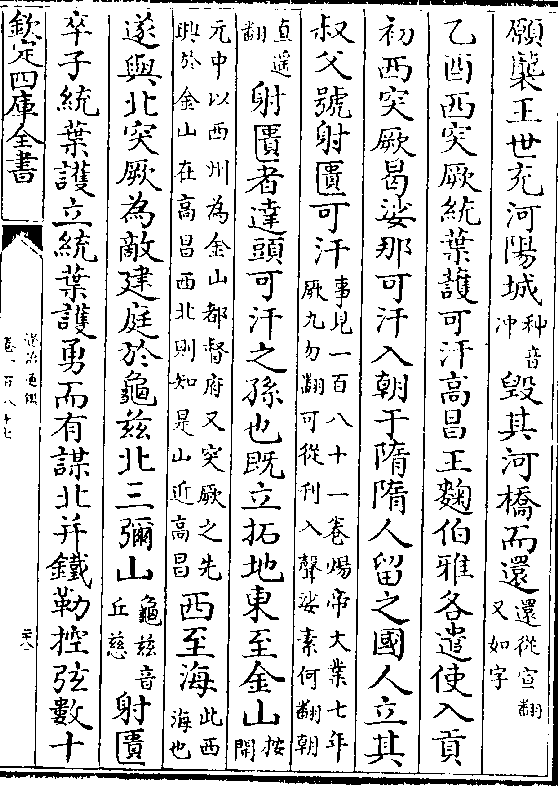 願襲王世充河陽城种音冲毀其河橋而還還從宣翻又如字
乙酉西突厥統葉護可汗高昌王麴伯雅各遣使入貢
初西突厥曷娑那可汗入朝于隋隋人留之國人立其
叔父號射匱可汗事見一百八十一卷煬帝大業七年厥九勿翻可從刊入聲娑素何翻朝
直遥翻射匱者達頭可汗之孫也既立拓地東至金山按開
元中以西州為金山都督府又突厥之先興於金山在高昌西北則知是山近高昌西至海此西海也
遂與北突厥為敵建庭於龜兹北三彌山龜兹音丘慈射匱
卒子統葉護立統葉護勇而有謀北并鐵勒控弦數十
欽定四庫全書
資治通鑑
卷一百八十七